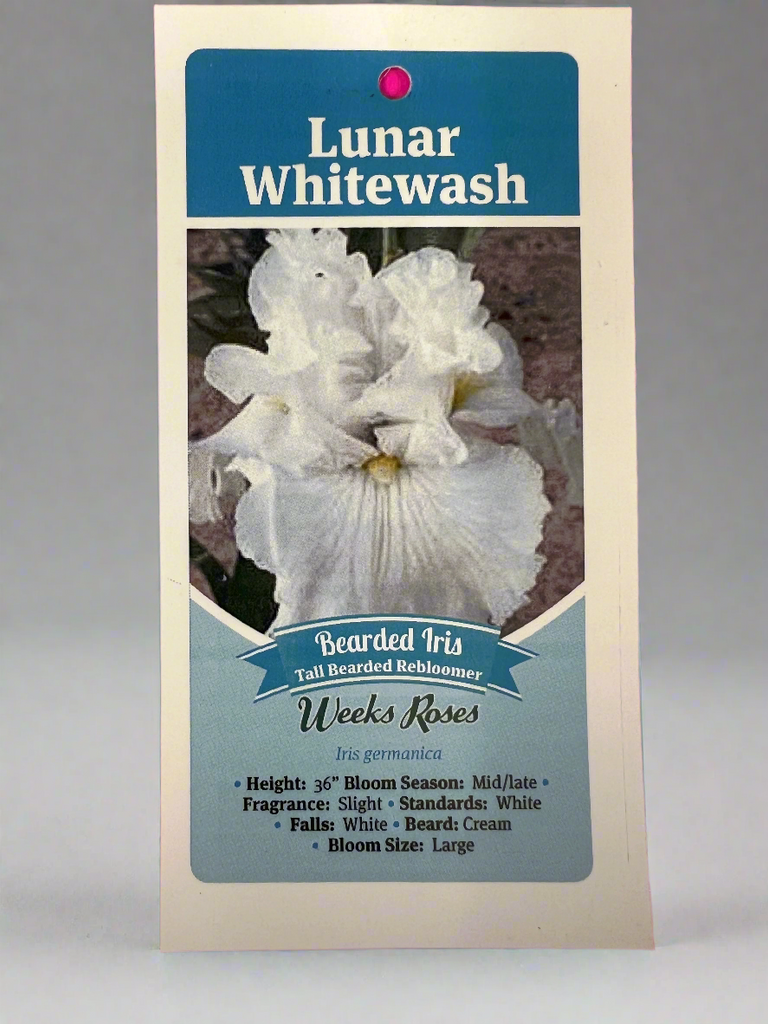 Lunar
Whitewash
Bearded Iris
Tall Bearded Rebloomer
Weeks Roses
Iris germanica
• Height: 36” Bloom Season: Mid/late •
Fragrance: Slight • Standards: White
• Falls: White • Beard: Cream
• Bloom Size: Large